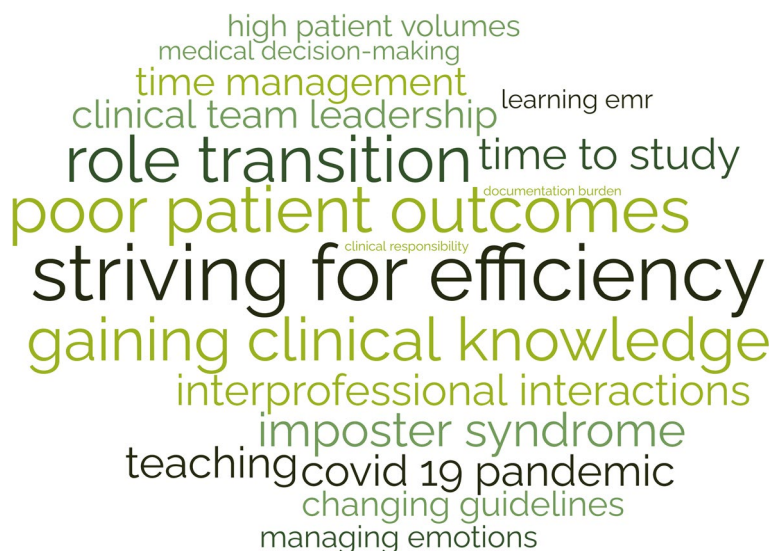 high patient volumes
medical decision-making
time management
learning emr
clinical team leadership
role transition
time to study
documentation burden
poor patient outcomes
clinical responsibility
striving for efficiency
gaining clinical knowledge
interprofessional interactions
imposter syndrome
teaching
covid 19 pandemic
changing guidelines
managing emotions